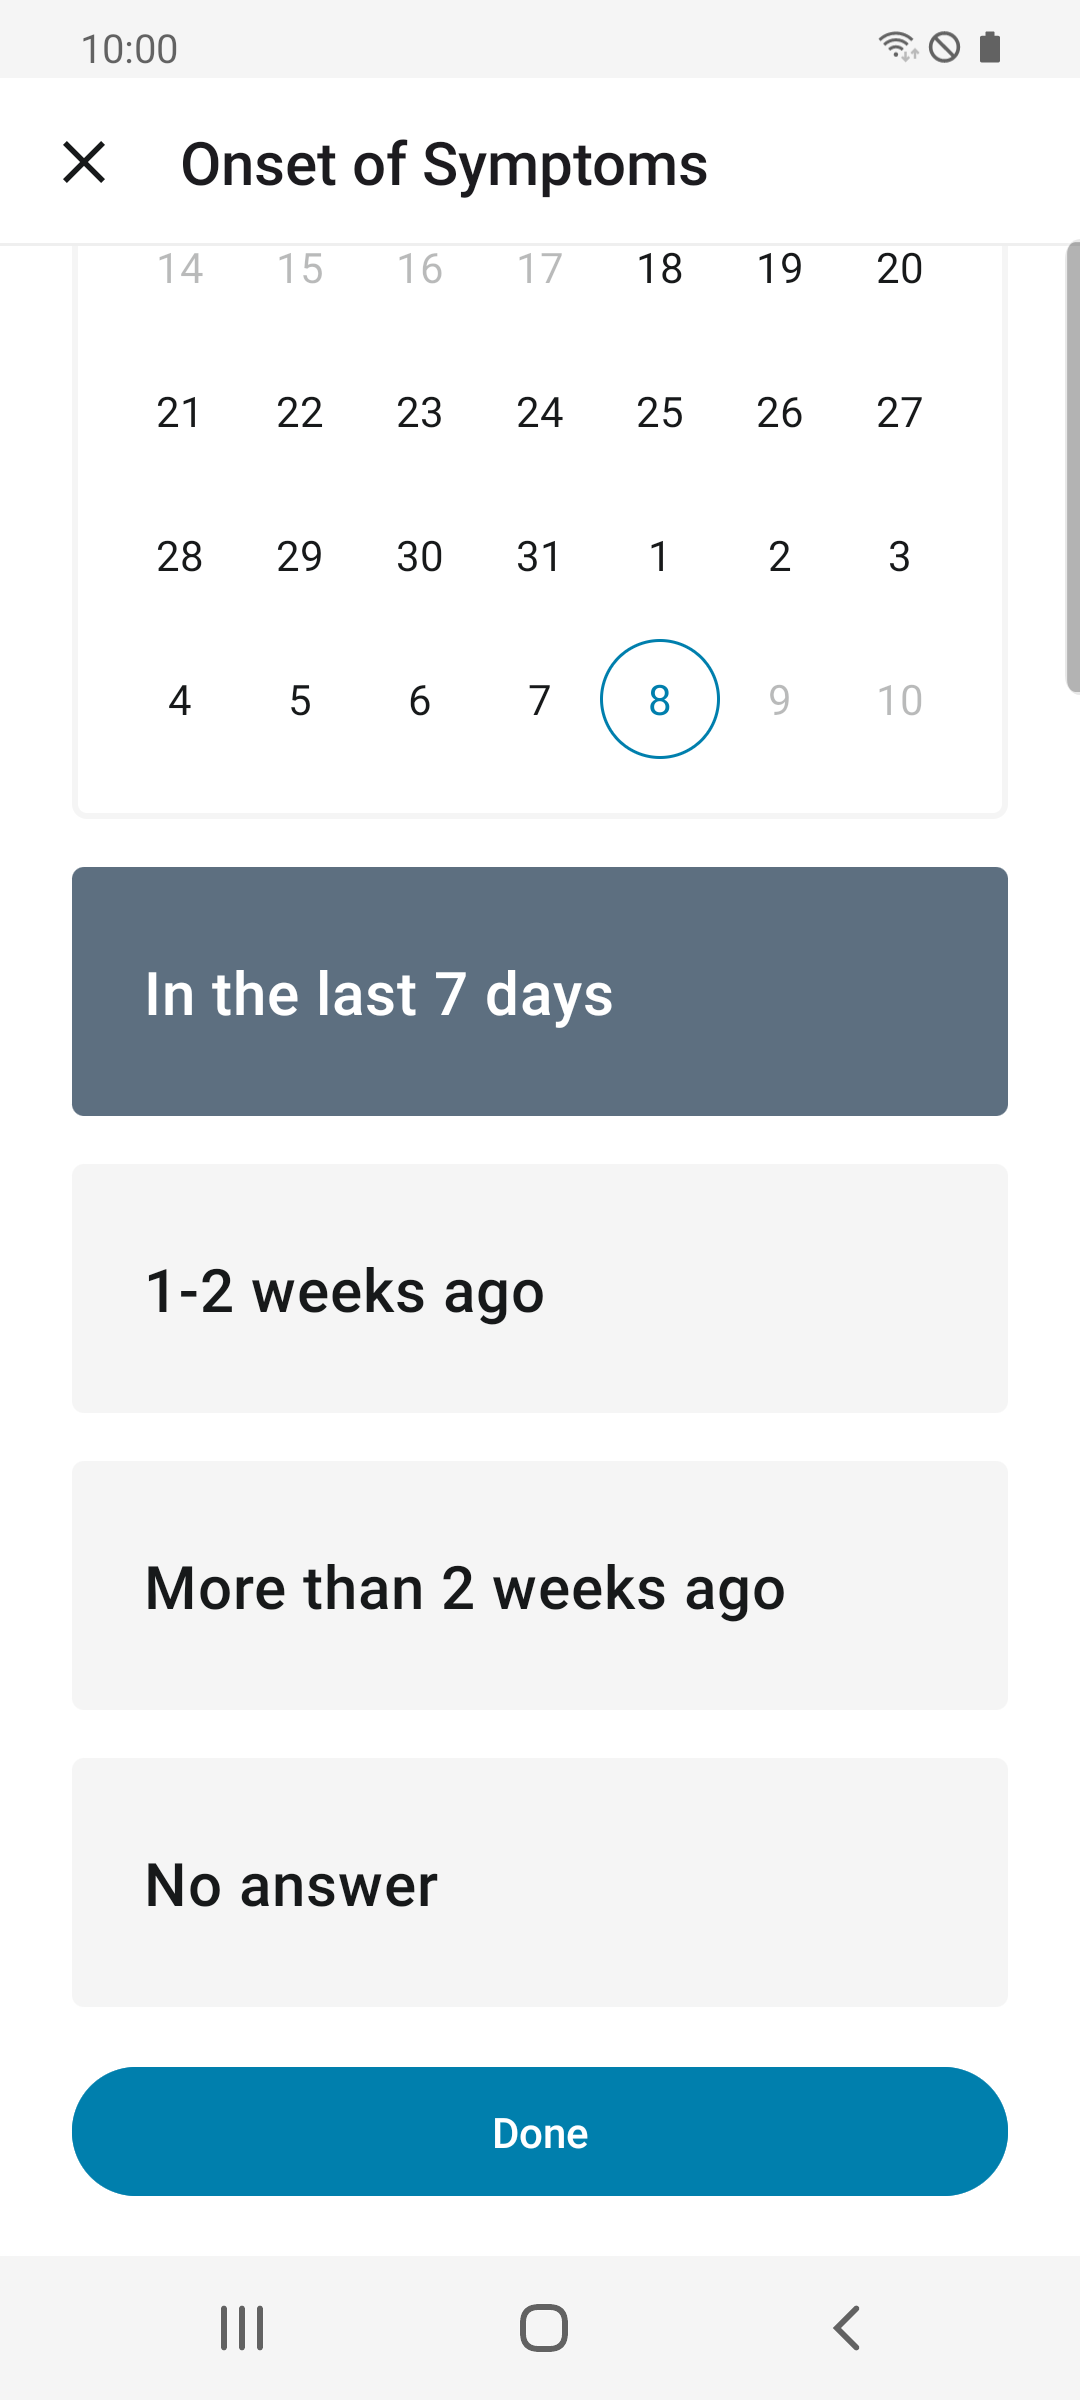 10:00
Onset of Symptoms
14 15 16 17 18 19 20
21 22 23 24 25 26 27
28 29 30 31 1 2 3
4 5 6 7 8 9 10
In the last 7 days
1-2 weeks ago
More than 2 weeks ago
No answer
Done